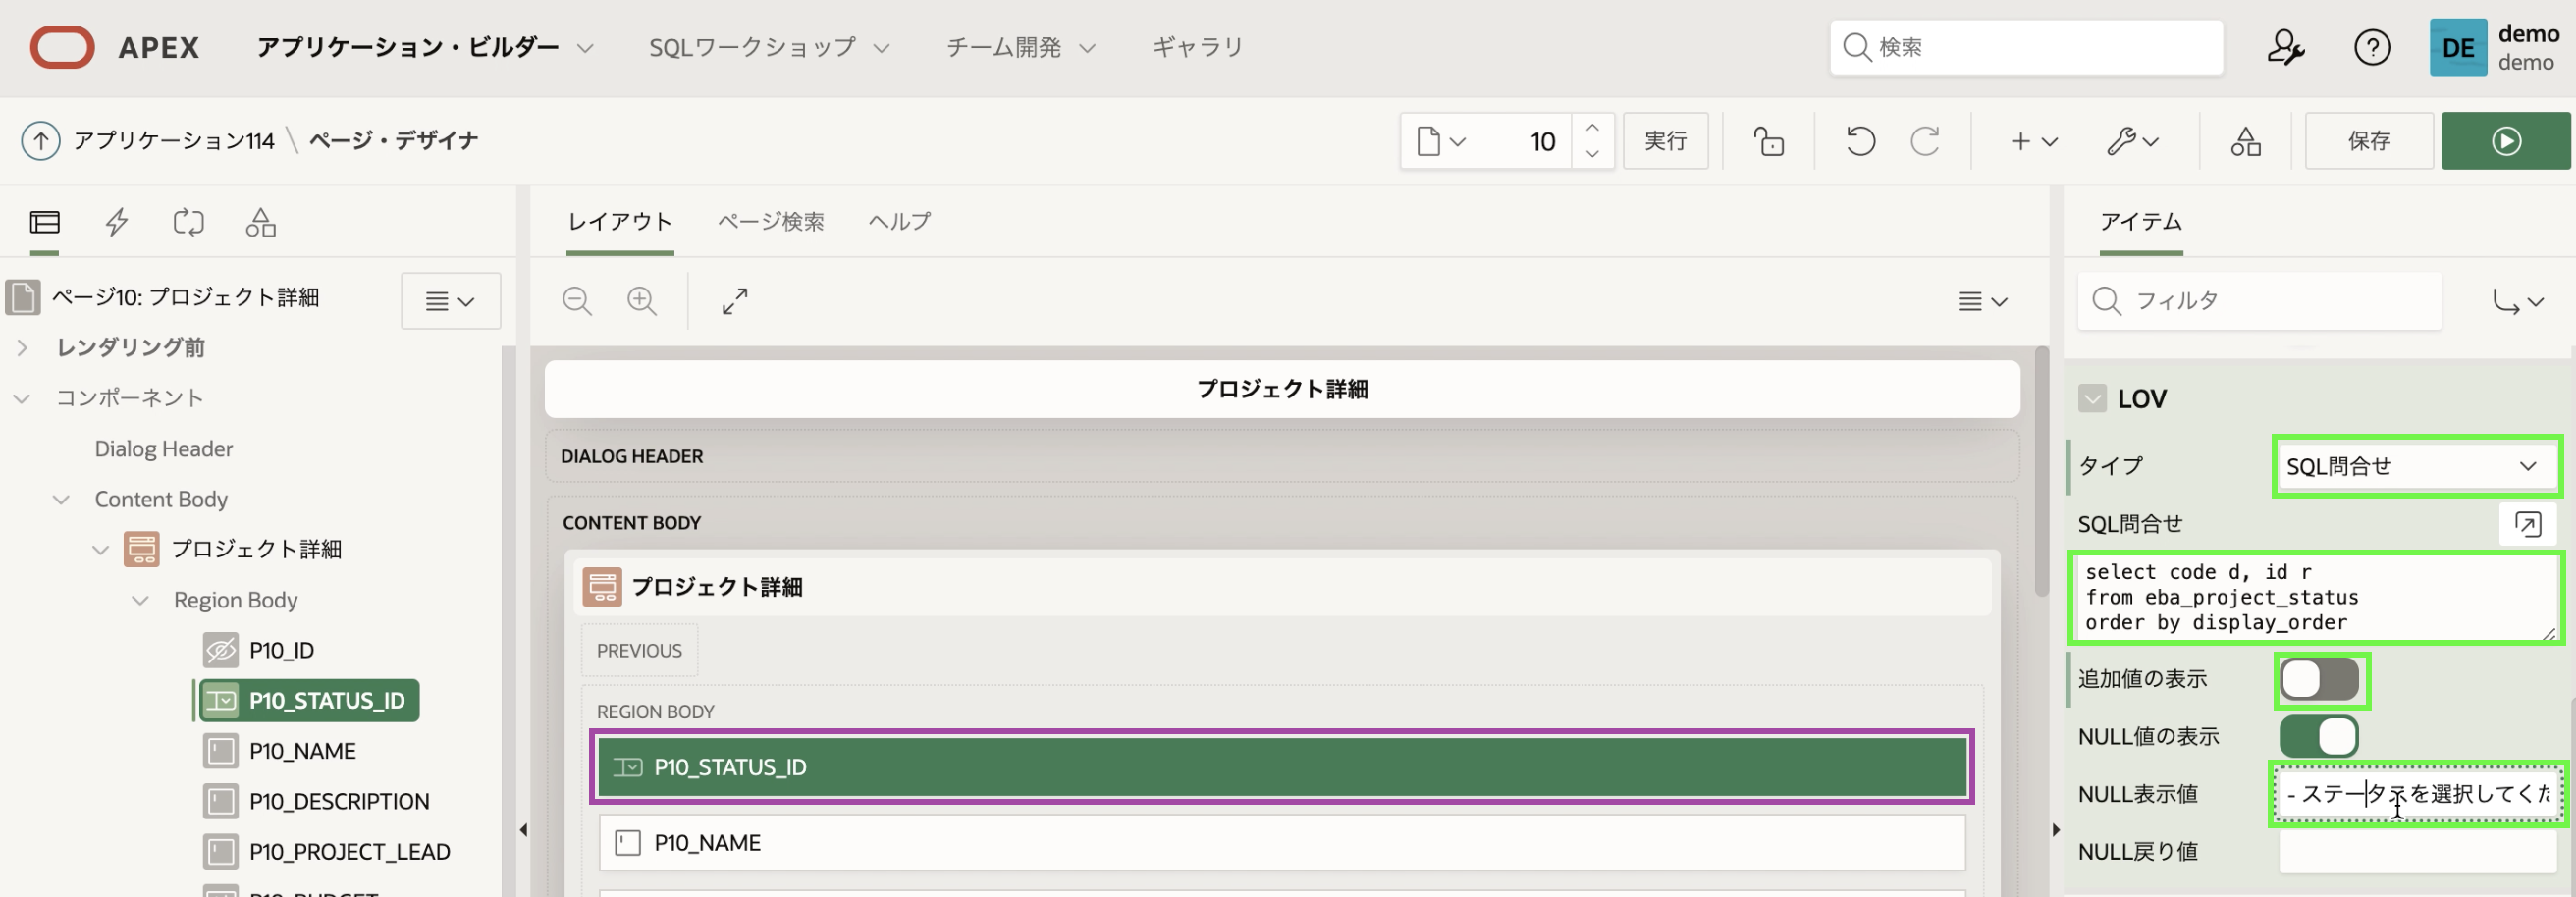 APEX アプリケーション・ビルダー SQLワークショップ チーム開発 ギャラリ 検索 DE demo
demo
アプリケーション114 \ ページ・デザイナ 10 実行 保存
レイアウト ページ検索 ヘルプ アイテム
ページ10: プロジェクト詳細
フィルタ
レンダリング前
コンポーネント
Dialog Header
Content Body
プロジェクト詳細
Region Body
P10_ID
P10_STATUS_ID
P10_NAME
P10_DESCRIPTION
P10_PROJECT_LEAD
プロジェクト詳細
DIALOG HEADER
CONTENT BODY
プロジェクト詳細
PREVIOUS
REGION BODY
P10_STATUS_ID
P10_NAME
LOV
タイプ SQL問合せ
SQL問合せ
select code d, id r
from eba_project_status
order by display_order
追加値の表示
NULL値の表示
NULL表示値 - ステータスを選択してくだ
NULL戻り値